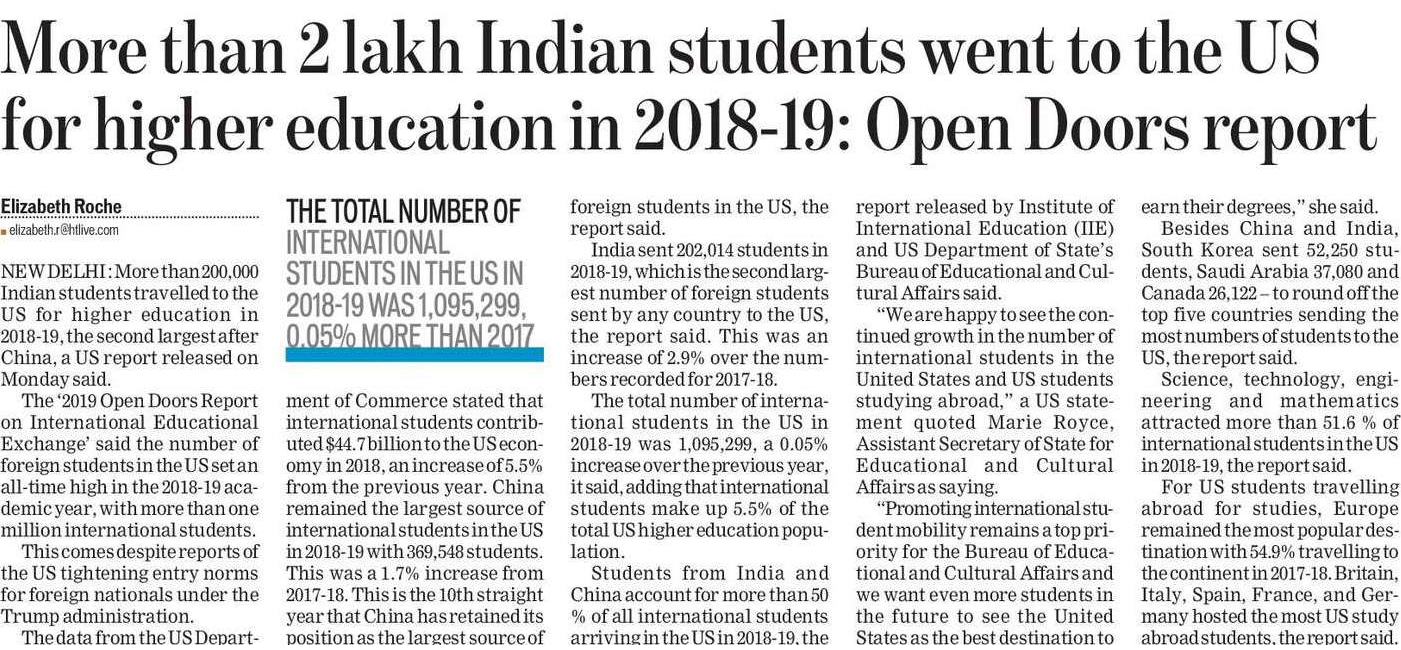 More than 2 lakh Indian students went to the US
for higher education in 2018-19: Open Doors report
Elizabeth Roche
elizabeth.r@htlive.com
NEW DELHI: More than 200,000
Indian students travelled to the
US for higher education in
2018-19, the second largest after
China, a US report released on
Monday said.
The ‘2019 Open Doors Report
on International Educational
Exchange’ said the number of
foreign students in the US set an
all-time high in the 2018-19 aca-
demic year, with more than one
million international students.
This comes despite reports of
the US tightening entry norms
for foreign nationals under the
Trump administration.
The data from the US Depart-
THE TOTAL NUMBER OF
INTERNATIONAL
STUDENTS IN THE US IN
2018-19 WAS 1,095,299,
0.05% MORE THAN 2017
ment of Commerce stated that
international students contrib-
uted $44.7 billion to the US econ-
omy in 2018, an increase of 5.5%
from the previous year. China
remained the largest source of
international students in the US
in 2018-19 with 369,548 students.
This was a 1.7% increase from
2017-18. This is the 10th straight
year that China has retained its
position as the largest source of
foreign students in the US, the
report said.
India sent 202,014 students in
2018-19, which is the second larg-
est number of foreign students
sent by any country to the US,
the report said. This was an
increase of 2.9% over the num-
bers recorded for 2017-18.
The total number of interna-
tional students in the US in
2018-19 was 1,095,299, a 0.05%
increase over the previous year,
it said, adding that international
students make up 5.5% of the
total US higher education popu-
lation.
Students from India and
China account for more than 50
% of all international students
arriving in the US in 2018-19, the
report released by Institute of
International Education (IIE)
and US Department of State’s
Bureau of Educational and Cul-
tural Affairs said.
“We are happy to see the con-
tinued growth in the number of
international students in the
United States and US students
studying abroad,” a US state-
ment quoted Marie Royce,
Assistant Secretary of State for
Educational and Cultural
Affairs as saying.
“Promoting international stu-
dent mobility remains a top pri-
ority for the Bureau of Educa-
tional and Cultural Affairs and
we want even more students in
the future to see the United
States as the best destination to
earn their degrees,” she said.
Besides China and India,
South Korea sent 52,250 stu-
dents, Saudi Arabia 37,080 and
Canada 26,122 – to round off the
top five countries sending the
most numbers of students to the
US, the report said.
Science, technology, engi-
neering and mathematics
attracted more than 51.6 % of
international students in the US
in 2018-19, the report said.
For US students travelling
abroad for studies, Europe
remained the most popular des-
tination with 54.9% travelling to
the continent in 2017-18. Britain,
Italy, Spain, France, and Ger-
many hosted the most US study
abroad students, the report said.